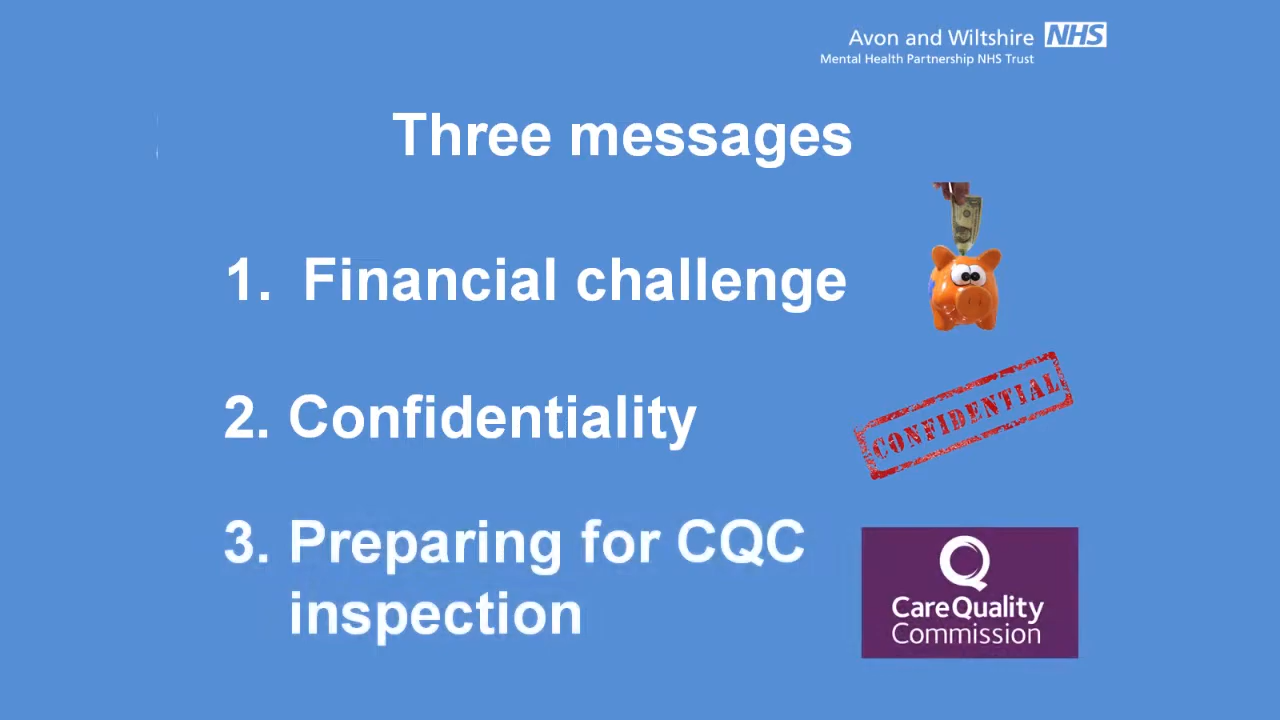 Avon and Wiltshire NHS
Mental Health Partnership NHS Trust
Three messages
1. Financial challenge
2. Confidentiality
CONFIDENTIAL
3. Preparing for CQC
inspection
CareQuality
Commission